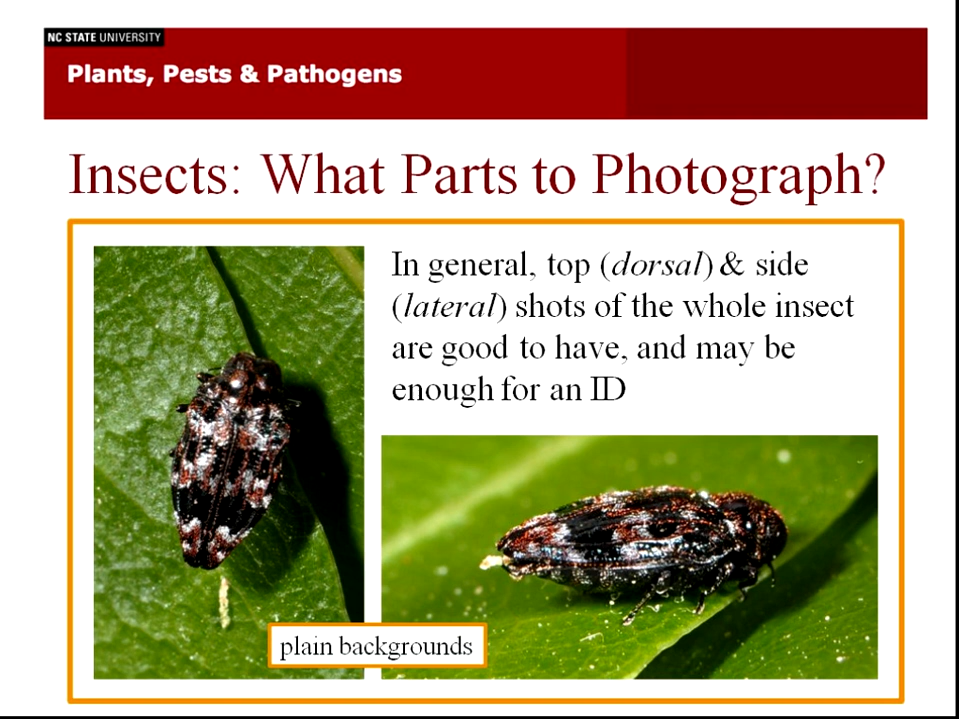 NC STATE UNIVERSITY
Plants, Pests & Pathogens
Insects: What Parts to Photograph?
In general, top (dorsal) & side
(lateral) shots of the whole insect
are good to have, and may be
enough for an ID
plain backgrounds